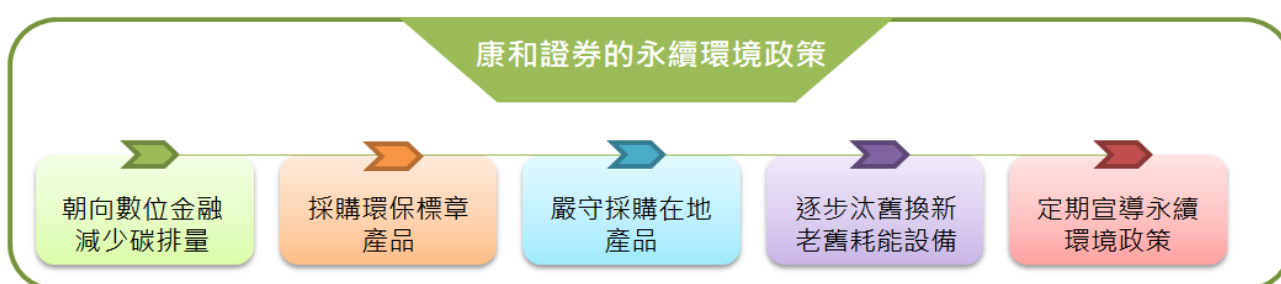 康和證券的永續環境政策
朝向數位金融
減少碳排量
採購環保標章
產品
嚴守採購在地
產品
逐步汰舊換新
老舊耗能設備
定期宣導永續
環境政策